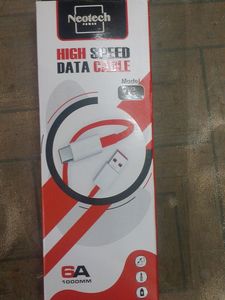 Neotech
POWER
HIGH SPEED
DATA CABLE
Model
6A
1000MM